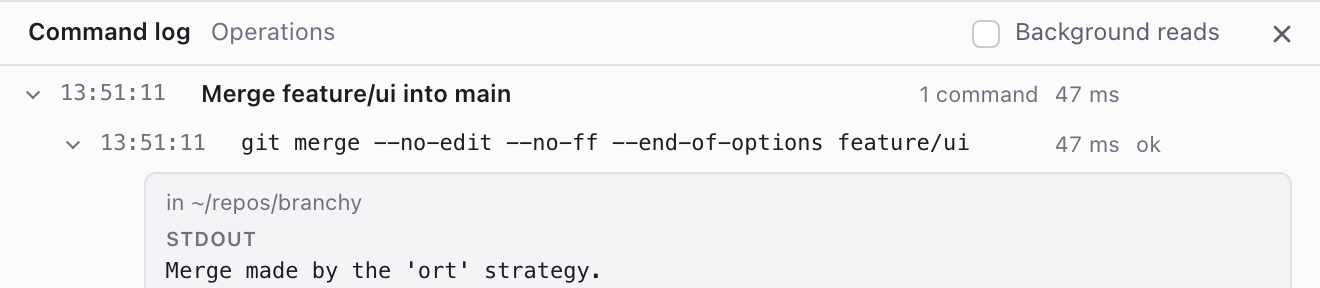 Command log Operations Background reads
13:51:11 Merge feature/ui into main 1 command 47 ms
13:51:11 git merge --no-edit --no-ff --end-of-options feature/ui 47 ms ok
in ~/repos/branchy
STDOUT
Merge made by the 'ort' strategy.